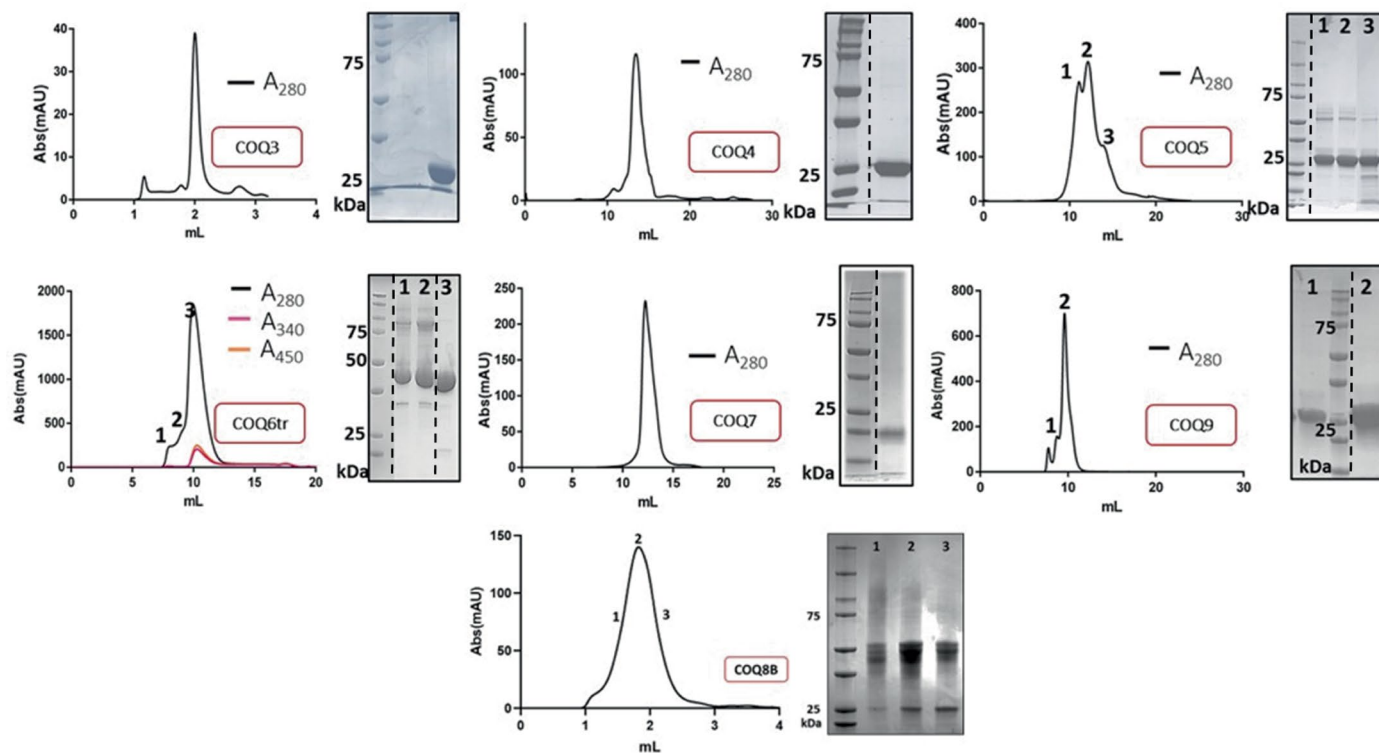 40
30
20
10
0
0 1 2 3 4
Abs(mAU)
mL
A280
COQ3
75
25
kDa
100
50
0
0 10 20 30
Abs(mAU)
mL
A280
COQ4
75
25
kDa
400
300
200
100
0
0 10 20 30
Abs(mAU)
mL
1
2
3
A280
COQ5
1 2 3
75
25
kDa
2000
1500
1000
500
0
0 5 10 15 20
Abs(mAU)
mL
1
2
3
A280
A340
A450
COQ6tr
1 2 3
75
50
25
kDa
250
200
150
100
50
0
0 5 10 15 20 25
Abs(mAU)
mL
A280
COQ7
75
25
kDa
800
600
400
200
0
0 10 20 30
Abs(mAU)
mL
1
2
A280
COQ9
1 2
75
25
kDa
150
100
50
0
0 1 2 3 4
Abs(mAU)
mL
1
2
3
COQ8B
1 2 3
75
25
kDa